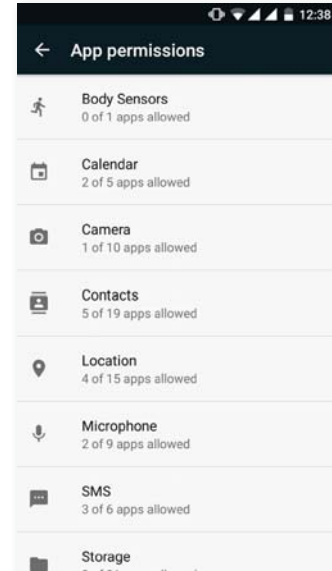 12:38
App permissions
Body Sensors
0 of 1 apps allowed
Calendar
2 of 5 apps allowed
Camera
1 of 10 apps allowed
Contacts
5 of 19 apps allowed
Location
4 of 15 apps allowed
Microphone
2 of 9 apps allowed
SMS
3 of 6 apps allowed
Storage